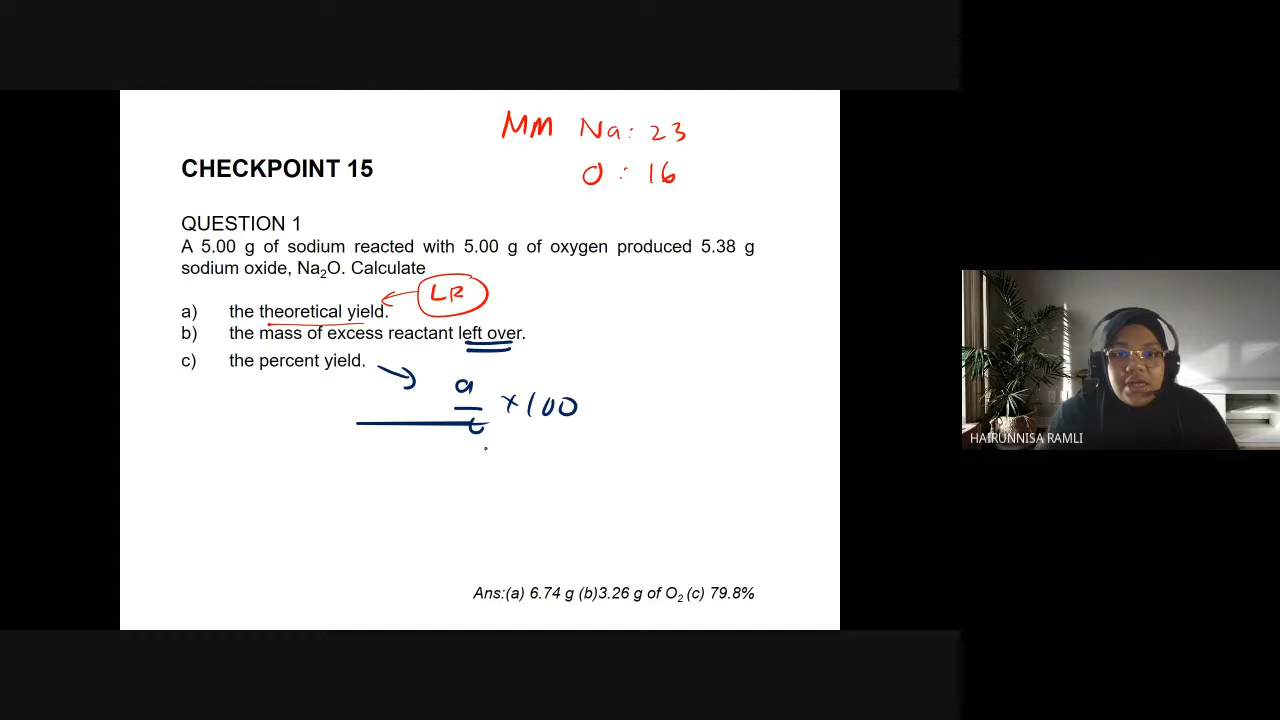 MM Na: 23
O : 16
CHECKPOINT 15
QUESTION 1
A 5.00 g of sodium reacted with 5.00 g of oxygen produced 5.38 g
sodium oxide, Na₂O. Calculate
LR
a) the theoretical yield.
b) the mass of excess reactant left over.
c) the percent yield.
a
× 100
t
Ans:(a) 6.74 g (b)3.26 g of O₂ (c) 79.8%
HAIRUNNISA RAMLI